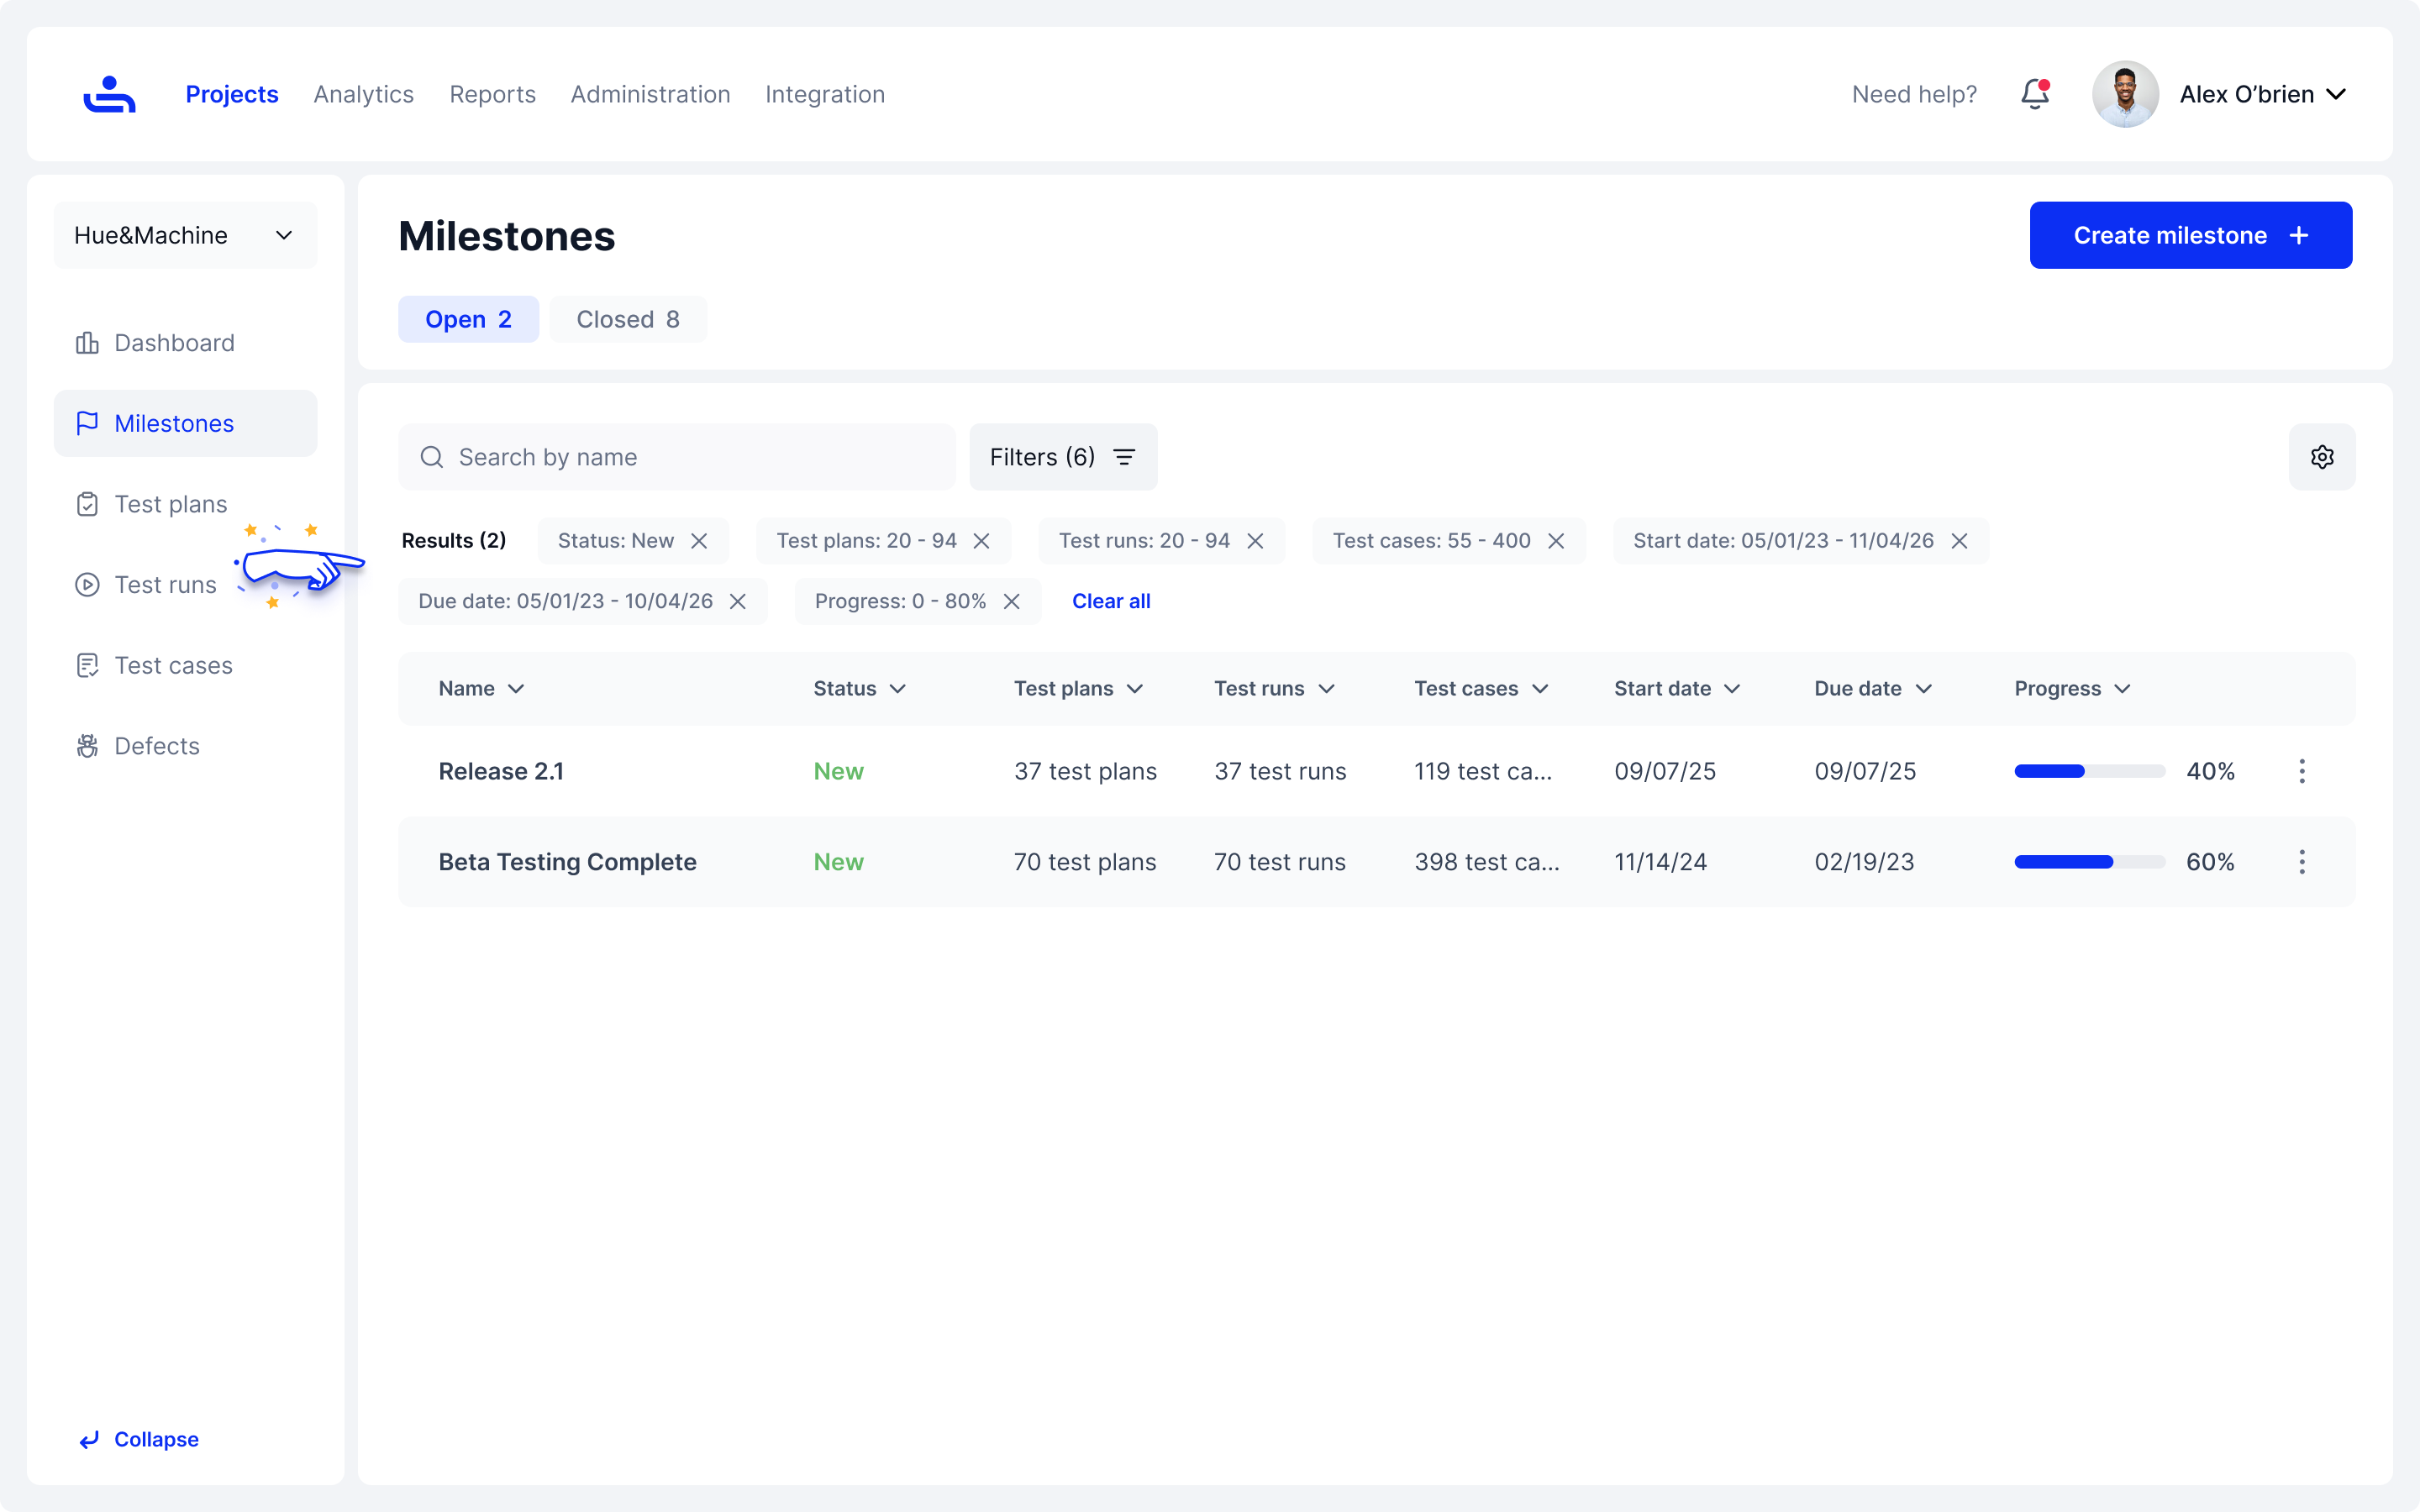 Projects Analytics Reports Administration Integration Need help? Alex O’brien
Hue&Machine
Dashboard
Milestones
Test plans
Test runs
Test cases
Defects
Collapse
Milestones Create milestone
Open 2 Closed 8
Search by name Filters (6)
Results (2) Status: New Test plans: 20 - 94 Test runs: 20 - 94 Test cases: 55 - 400 Start date: 05/01/23 - 11/04/26
Due date: 05/01/23 - 10/04/26 Progress: 0 - 80% Clear all
Name Status Test plans Test runs Test cases Start date Due date Progress
Release 2.1 New 37 test plans 37 test runs 119 test ca... 09/07/25 09/07/25 40%
Beta Testing Complete New 70 test plans 70 test runs 398 test ca... 11/14/24 02/19/23 60%